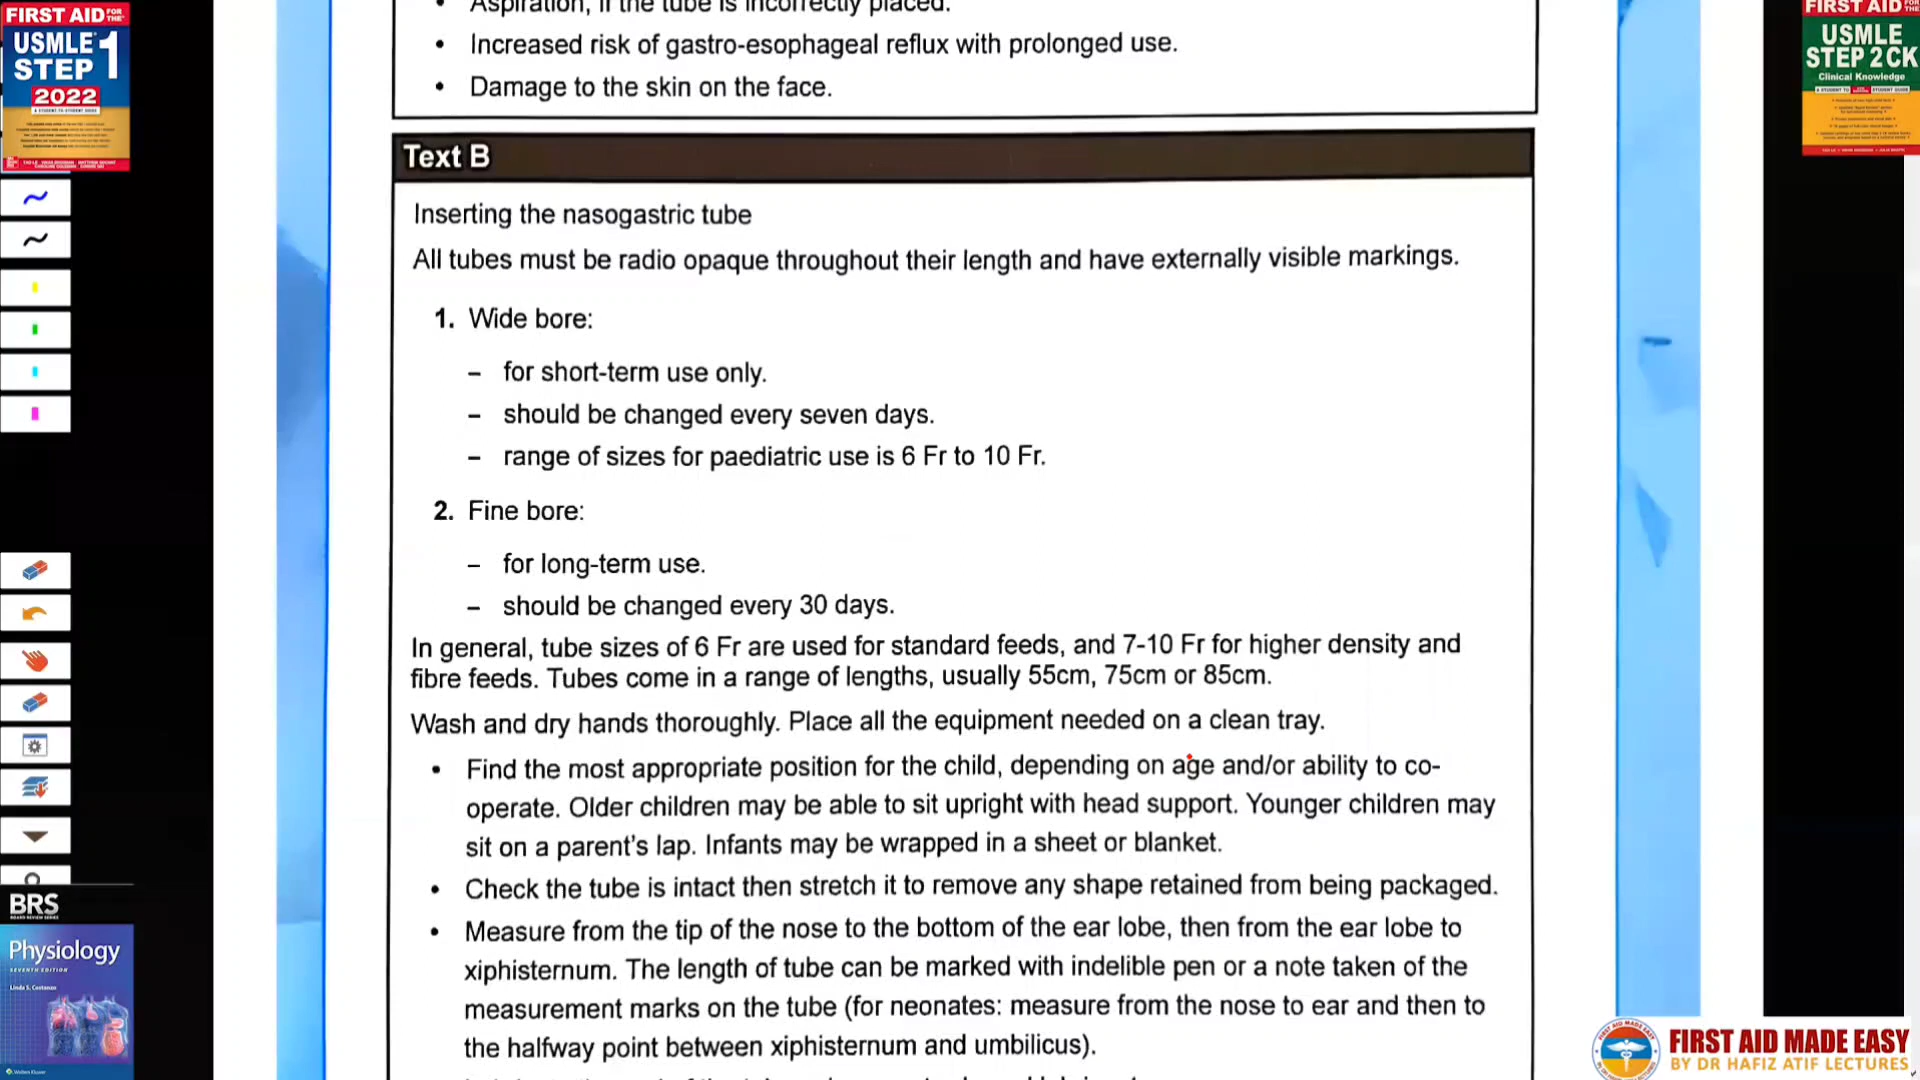 FIRST AID FOR THE
USMLE STEP 1
2022
FIRST AID FOR THE
USMLE
STEP 2 CK
Clinical Knowledge
Aspiration, if the tube is incorrectly placed.
• Increased risk of gastro-esophageal reflux with prolonged use.
• Damage to the skin on the face.
Text B
Inserting the nasogastric tube
All tubes must be radio opaque throughout their length and have externally visible markings.
1. Wide bore:
– for short-term use only.
– should be changed every seven days.
– range of sizes for paediatric use is 6 Fr to 10 Fr.
2. Fine bore:
– for long-term use.
– should be changed every 30 days.
In general, tube sizes of 6 Fr are used for standard feeds, and 7-10 Fr for higher density and
fibre feeds. Tubes come in a range of lengths, usually 55cm, 75cm or 85cm.
Wash and dry hands thoroughly. Place all the equipment needed on a clean tray.
• Find the most appropriate position for the child, depending on age and/or ability to co-
operate. Older children may be able to sit upright with head support. Younger children may
sit on a parent's lap. Infants may be wrapped in a sheet or blanket.
• Check the tube is intact then stretch it to remove any shape retained from being packaged.
• Measure from the tip of the nose to the bottom of the ear lobe, then from the ear lobe to
xiphisternum. The length of tube can be marked with indelible pen or a note taken of the
measurement marks on the tube (for neonates: measure from the nose to ear and then to
the halfway point between xiphisternum and umbilicus).
BRS
BOARD REVIEW SERIES
Physiology
SEVENTH EDITION
Linda S. Costanzo
Wolters Kluwer
FIRST AID MADE EASY
BY DR HAFIZ ATIF LECTURES